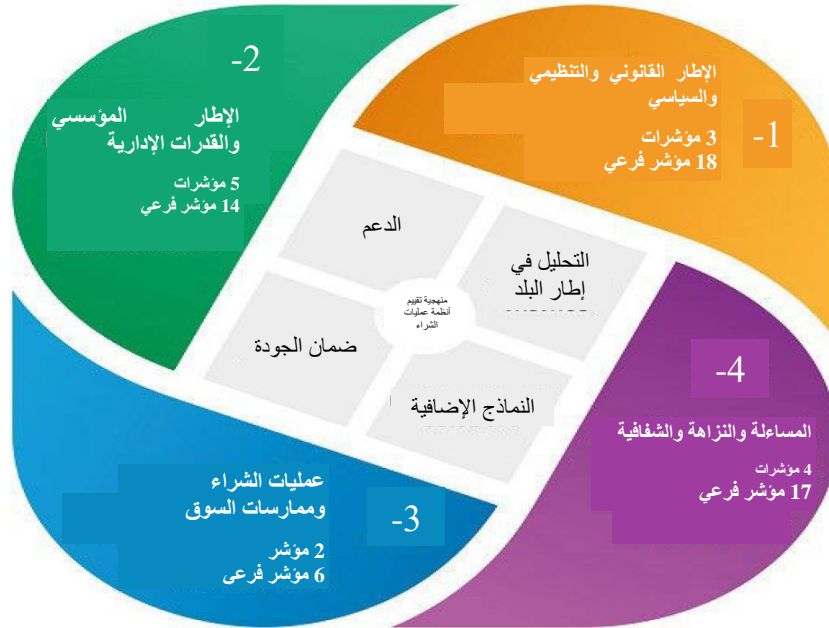 1-
الإطار القانوني والتنظيمي
والسياسي
3 مؤشرات
18 مؤشر فرعي
2-
الإطار المؤسسي
والقدرات الإدارية
5 مؤشرات
14 مؤشر فرعي
الدعم
التحليل في
إطار البلد
منهجية تقييم
أنظمة عمليات
الشراء
ضمان الجودة
النماذج الإضافية
3-
عمليات الشراء
وممارسات السوق
2 مؤشر
6 مؤشر فرعي
4-
المساءلة والنزاهة والشفافية
4 مؤشرات
17 مؤشر فرعي